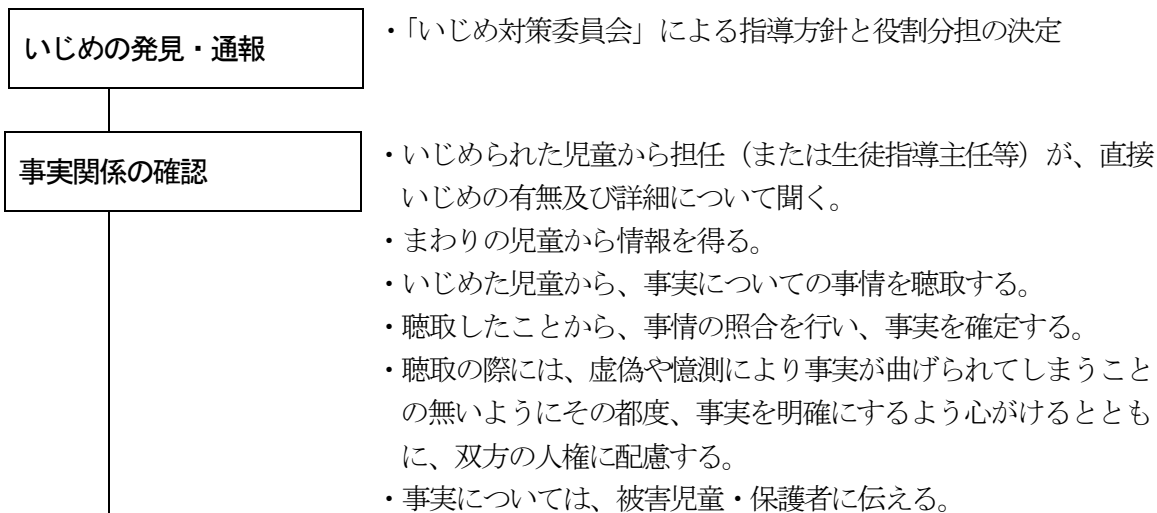 いじめの発見・通報
・「いじめ対策委員会」による指導方針と役割分担の決定
事実関係の確認
・いじめられた児童から担任（または生徒指導主任等）が、直接
いじめの有無及び詳細について聞く。
・まわりの児童から情報を得る。
・いじめた児童から、事実についての事情を聴取する。
・聴取したことから、事情の照合を行い、事実を確定する。
・聴取の際には、虚偽や憶測により事実が曲げられてしまうこと
の無いようにその都度、事実を明確にするよう心がけるととも
に、双方の人権に配慮する。
・事実については、被害児童・保護者に伝える。